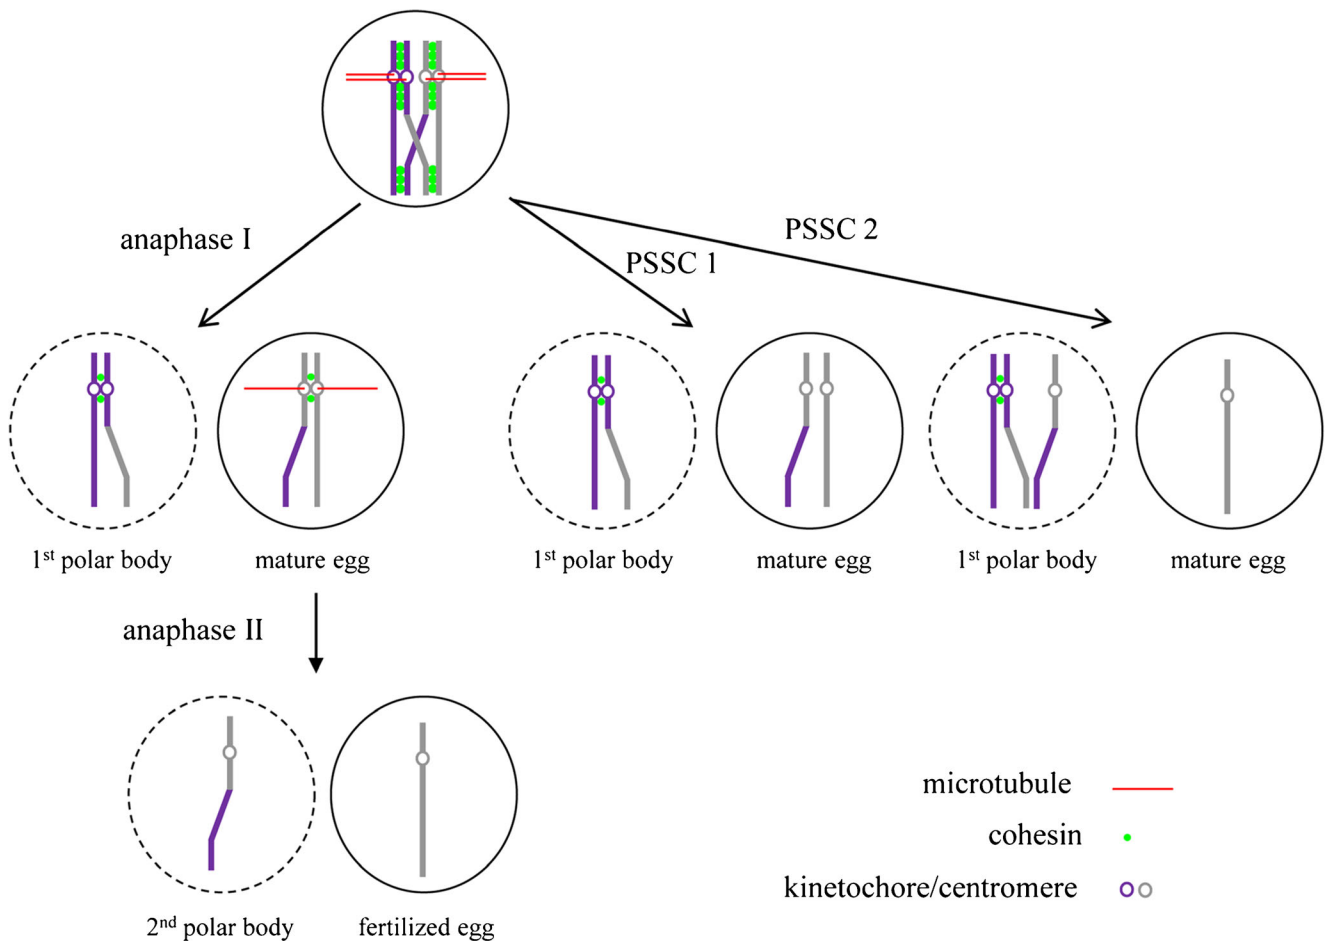 anaphase I
PSSC 1
PSSC 2
1st polar body
mature egg
1st polar body
mature egg
1st polar body
mature egg
anaphase II
2nd polar body
fertilized egg
microtubule
cohesin
kinetochore/centromere